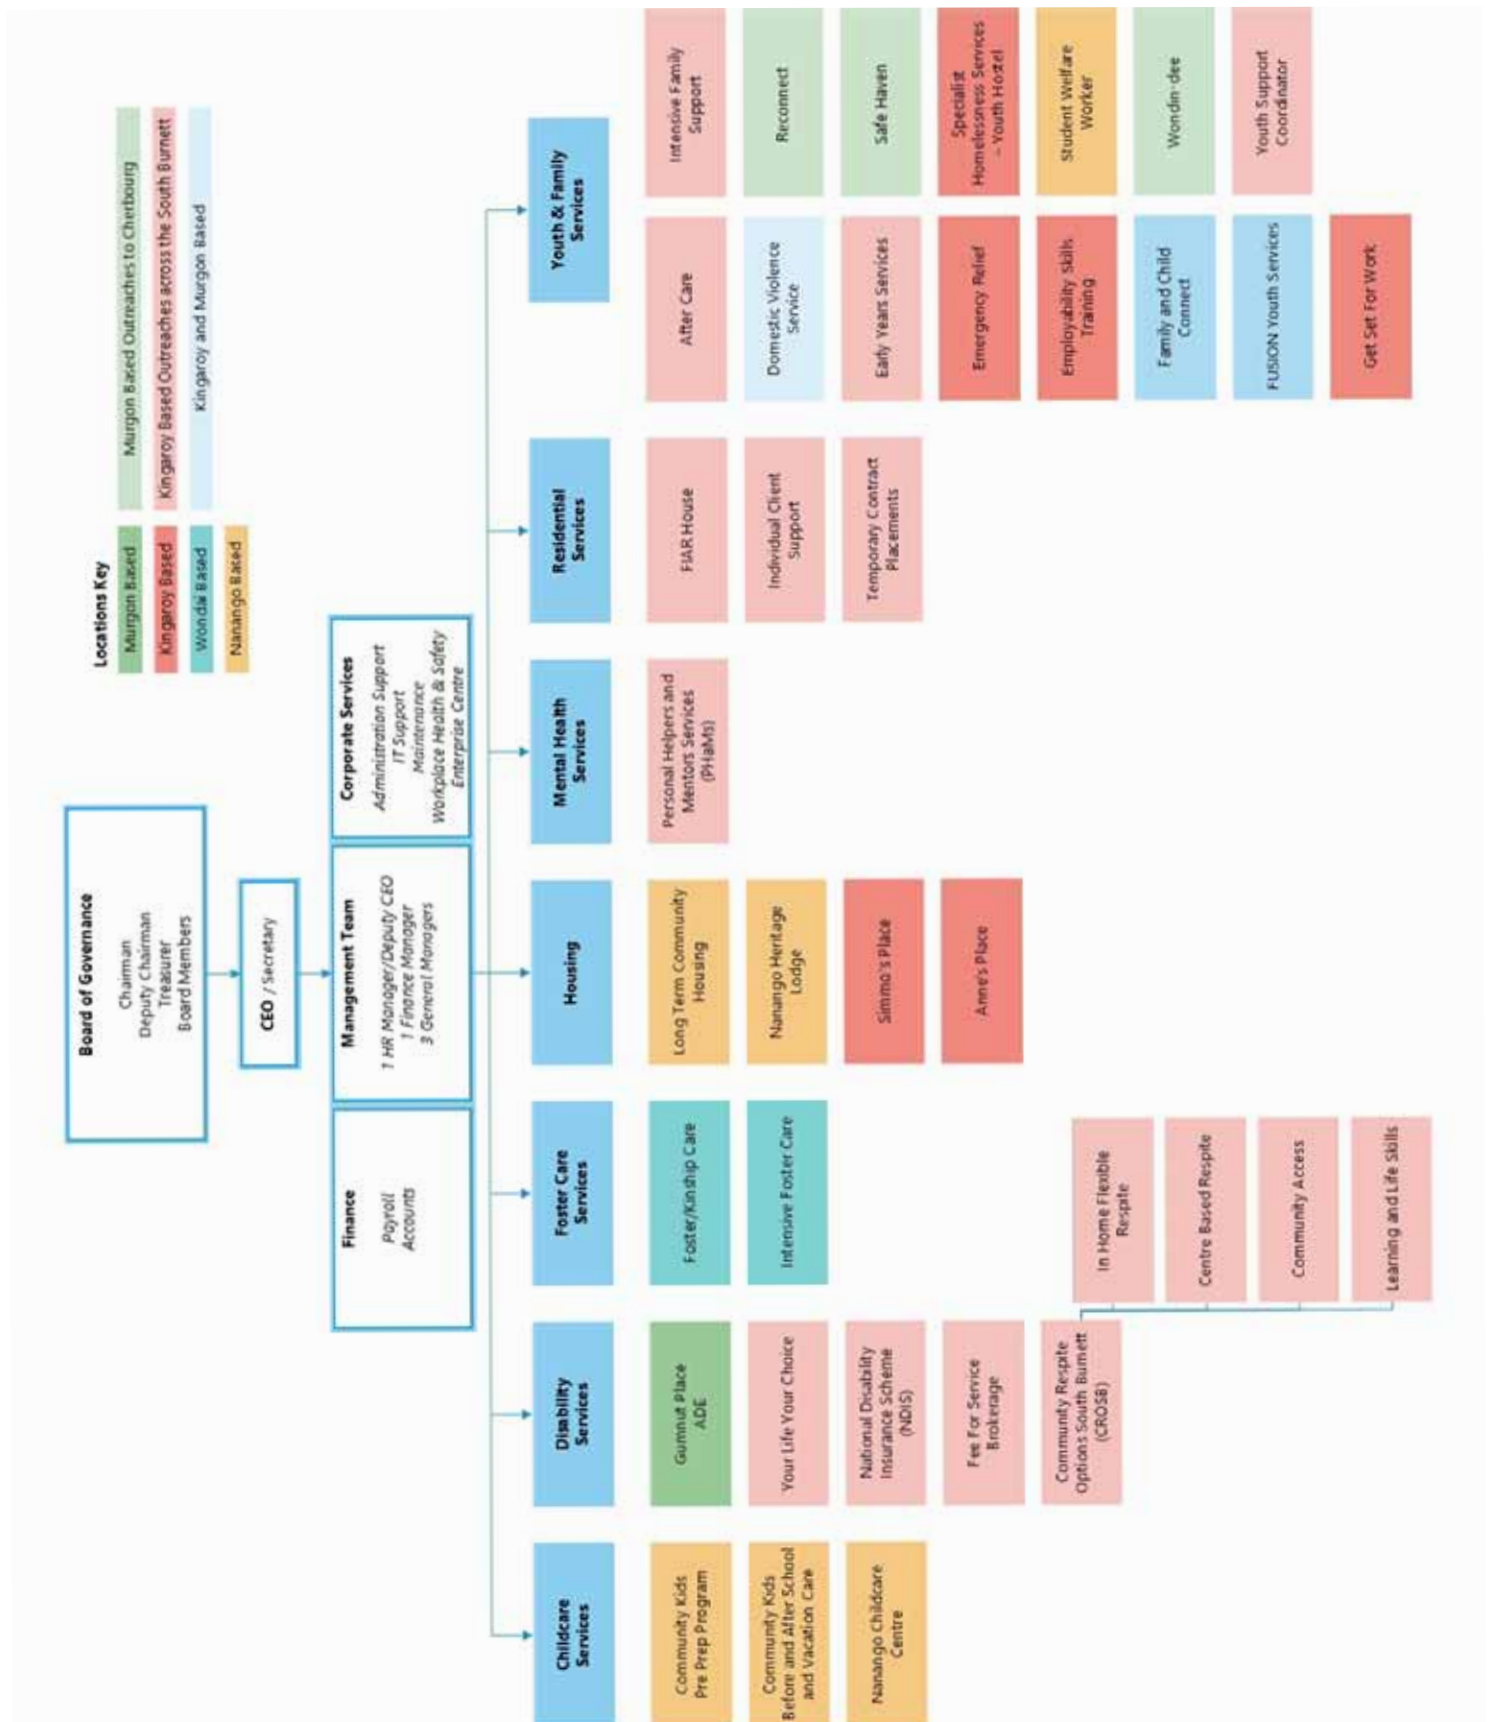 Board of Governance
Chairman
Deputy Chairman
Treasurer
Board Members
CEO / Secretary
Locations Key
Murgon Based
Kingaroy Based
Wondai Based
Nanango Based
Murgon Based Outreaches to Cherbourg
Kingaroy Based Outreaches across the South Burnett
Kingaroy and Murgon Based
Finance
Payroll
Accounts
Management Team
1 HR Manager/Deputy CEO
1 Finance Manager
3 General Managers
Corporate Services
Administration Support
IT Support
Maintenance
Workplace Health & Safety
Enterprise Centre
Childcare
Services
Community Kids
Pre Prep Program
Community Kids
Before and After School
and Vacation Care
Nanango Childcare
Centre
Disability
Services
Gumnut Place
ADE
Your Life Your Choice
National Disability
Insurance Scheme
(NDIS)
Fee For Service
Brokerage
Community Respite
Options South Burnett
(CROSB)
In Home Flexible
Respite
Centre Based Respite
Community Access
Learning and Life Skills
Foster Care
Services
Foster/Kinship Care
Intensive Foster Care
Housing
Long Term Community
Housing
Nanango Heritage
Lodge
Simmo's Place
Anne's Place
Mental Health
Services
Personal Helpers and
Mentors Services
(PHaMs)
Residential
Services
FIAR House
Individual Client
Support
Temporary Contract
Placements
Youth & Family
Services
After Care
Domestic Violence
Service
Early Years Services
Emergency Relief
Employability Skills
Training
Family and Child
Connect
FUSION Youth Services
Get Set For Work
Intensive Family
Support
Reconnect
Safe Haven
Specialist
Homelessness Services
– Youth Hostel
Student Welfare
Worker
Wondin-dee
Youth Support
Coordinator